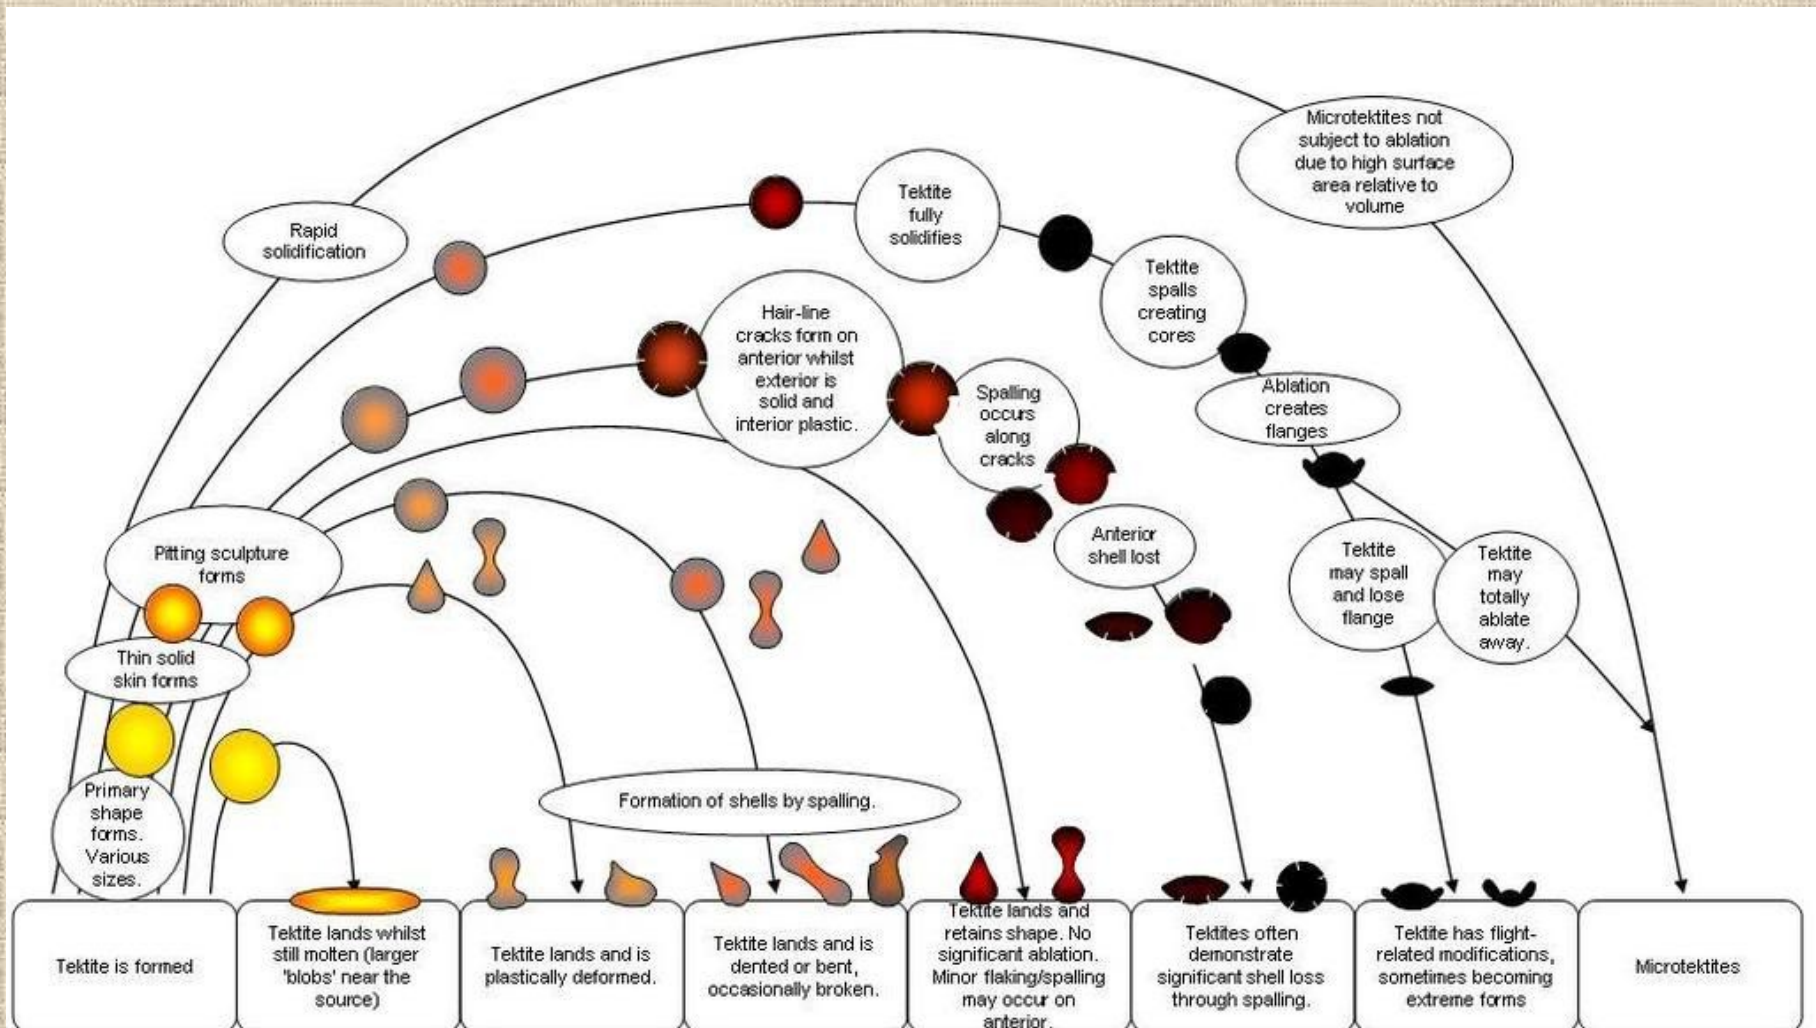 Microtektites not
subject to ablation
due to high surface
area relative to
volume
Rapid
solidification
Tektite
fully
solidifies
Tektite
spalls
creating
cores
Hair-line
cracks form on
anterior whilst
exterior is
solid and
interior plastic.
Spalling
occurs
along
cracks
Ablation
creates
flanges
Pitting sculpture
forms
Anterior
shell lost
Tektite
may spall
and lose
flange
Tektite
may
totally
ablate
away.
Thin solid
skin forms
Primary
shape
forms.
Various
sizes.
Formation of shells by spalling.
Tektite is formed
Tektite lands whilst
still molten (larger
'blobs' near the
source)
Tektite lands and is
plastically deformed.
Tektite lands and is
dented or bent,
occasionally broken.
Tektite lands and
retains shape. No
significant ablation.
Minor flaking/spalling
may occur on
anterior.
Tektites often
demonstrate
significant shell loss
through spalling.
Tektite has flight-
related modifications,
sometimes becoming
extreme forms
Microtektites